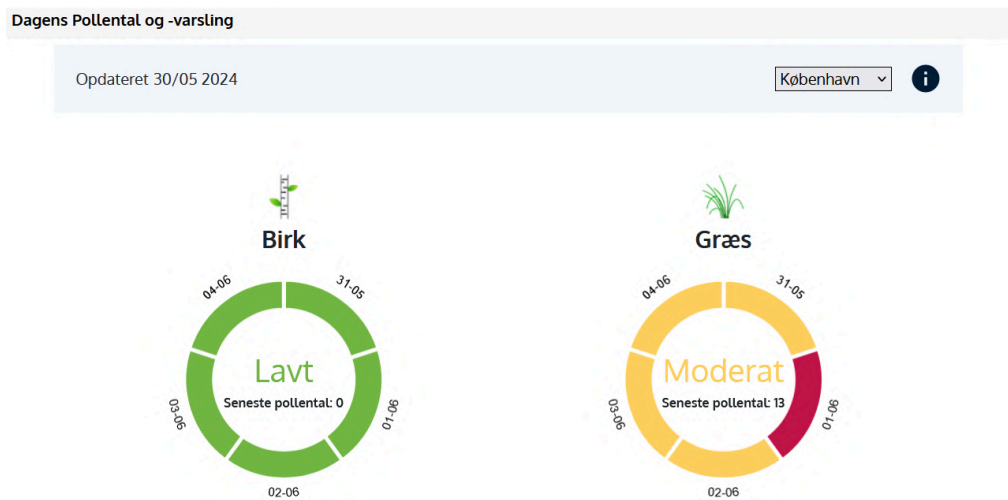 Dagens Pollental og -varsling
Opdateret 30/05 2024
København
i
Birk
Græs
04-06
31-05
Lavt
Seneste pollental: 0
03-06
01-06
02-06
04-06
31-05
Moderat
Seneste pollental: 13
03-06
01-06
02-06